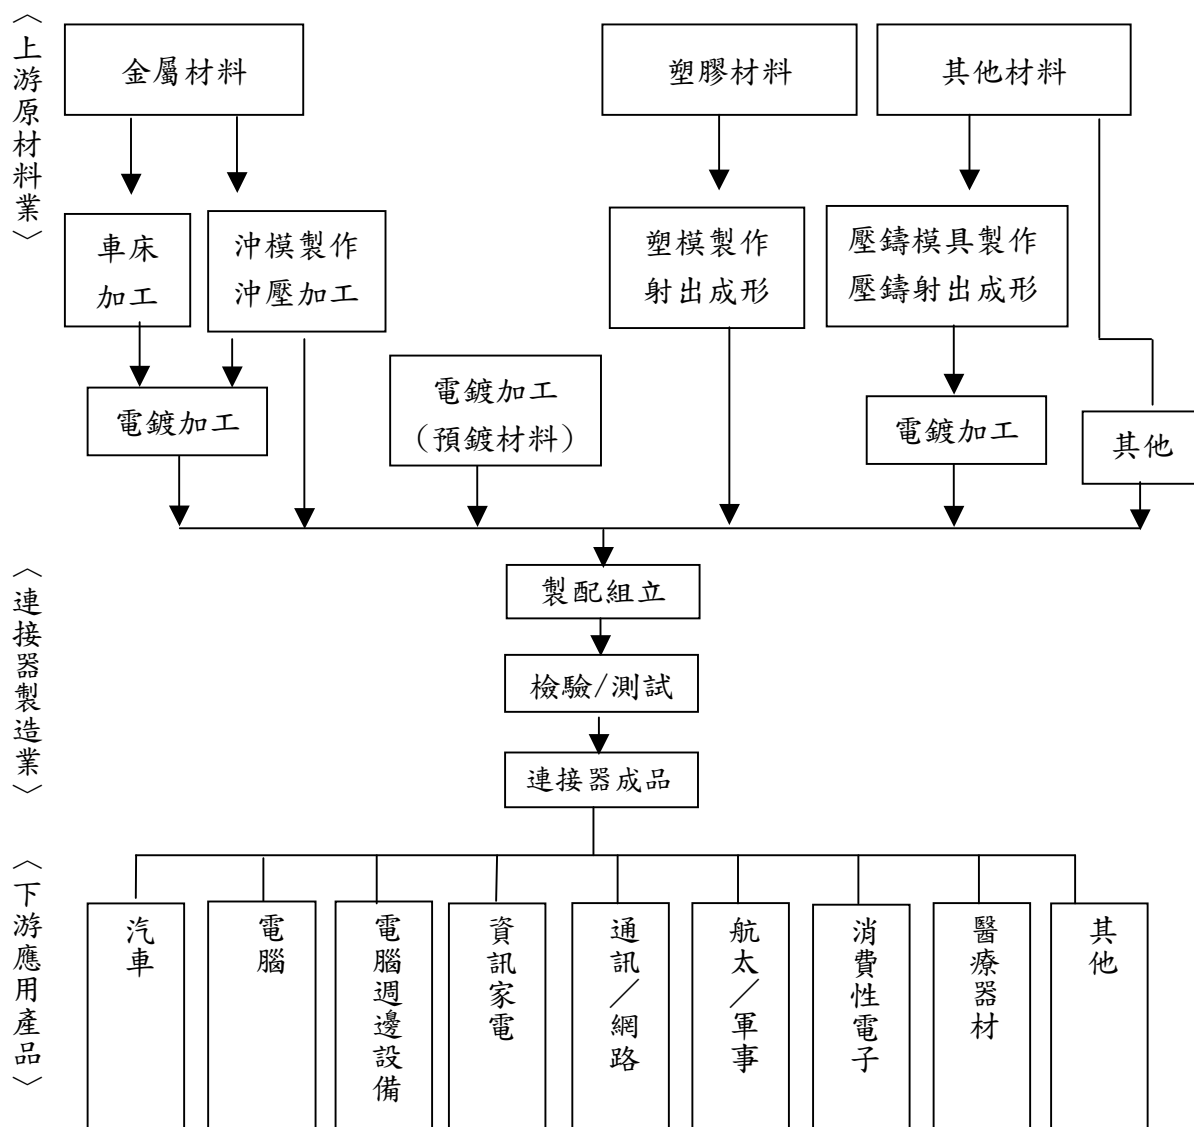 〈上游原材料業〉
金屬材料
塑膠材料
其他材料
車床
加工
沖模製作
沖壓加工
塑模製作
射出成形
壓鑄模具製作
壓鑄射出成形
電鍍加工
電鍍加工
(預鍍材料)
電鍍加工
其他
〈連接器製造業〉
製配組立
檢驗/測試
連接器成品
〈下游應用產品〉
汽車
電腦
電腦週邊設備
資訊家電
通訊／網路
航太／軍事
消費性電子
醫療器材
其他